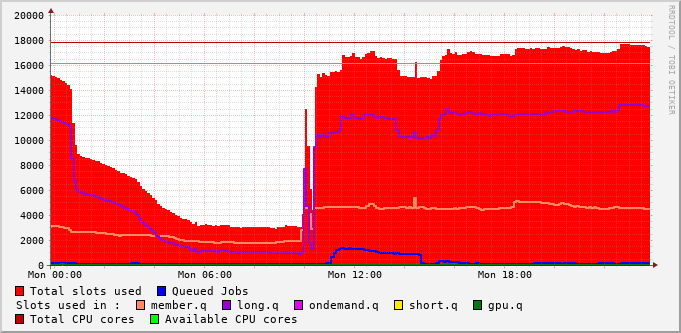 20000
18000
16000
14000
12000
10000
8000
6000
4000
2000
0
Mon 00:00 Mon 06:00 Mon 12:00 Mon 18:00
RRDTOOL / TOBI OETIKER
Total slots used Queued Jobs
Slots used in : member.q long.q ondemand.q short.q gpu.q
Total CPU cores Available CPU cores